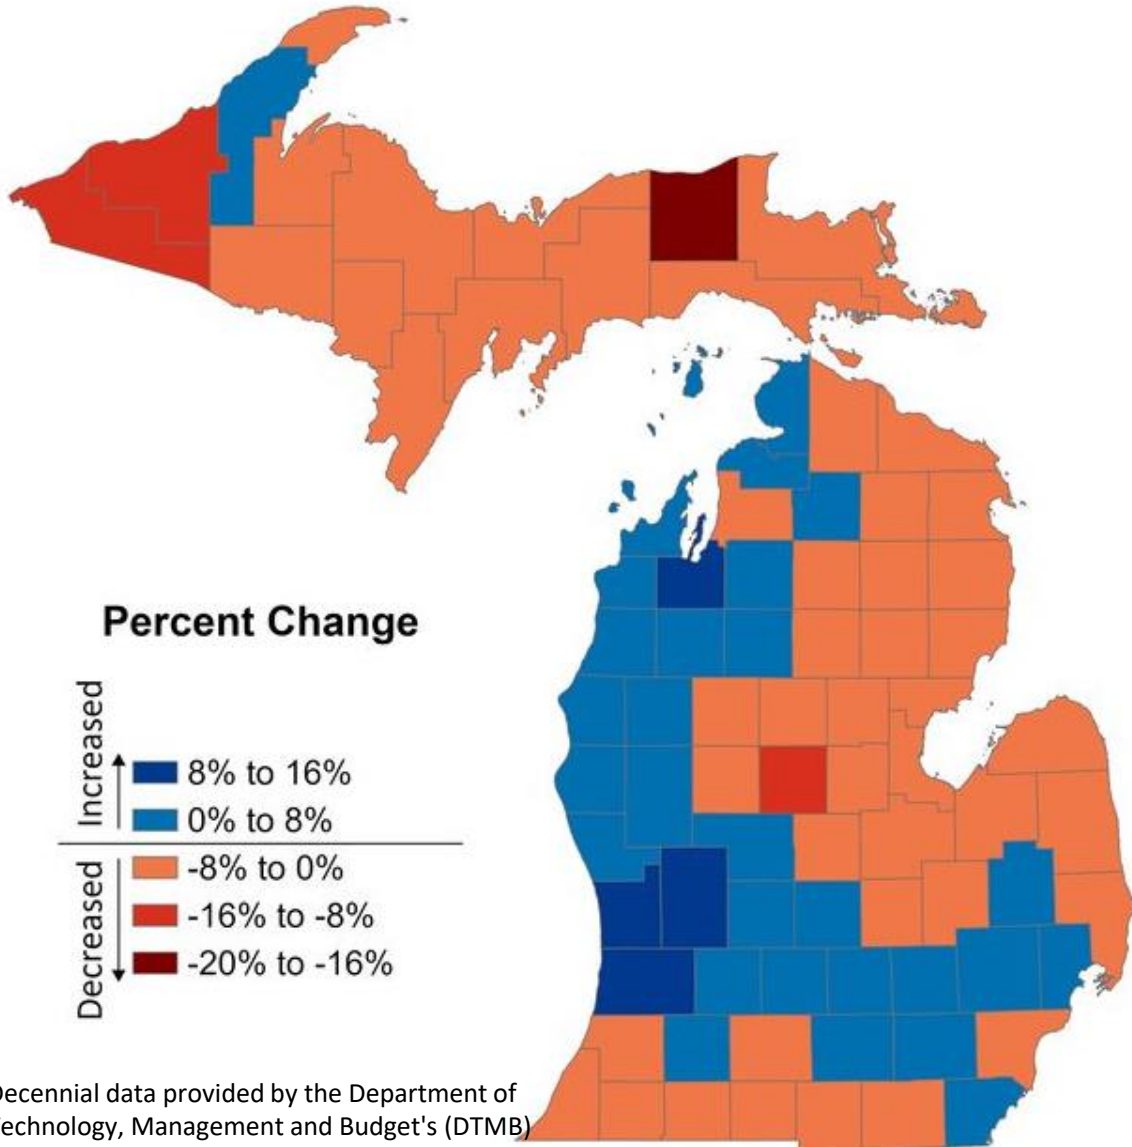 Percent Change
Increased
8% to 16%
0% to 8%
Decreased
-8% to 0%
-16% to -8%
-20% to -16%
Decennial data provided by the Department of
echnology, Management and Budget's (DTMB)